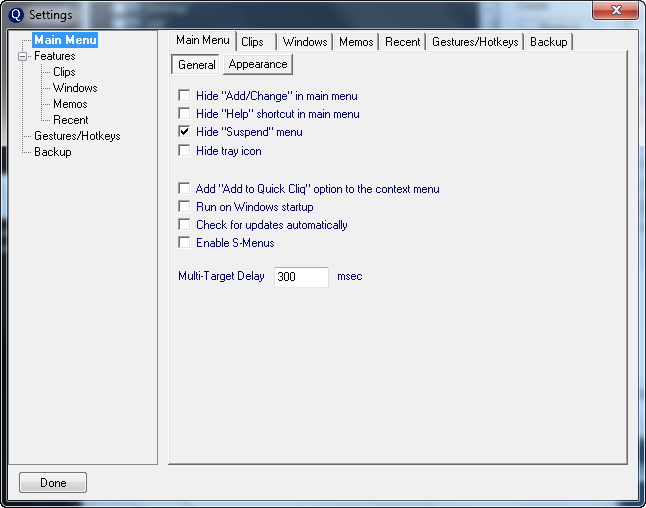 Settings
Main Menu
Features
Clips
Windows
Memos
Recent
Gestures/Hotkeys
Backup
Main Menu Clips Windows Memos Recent Gestures/Hotkeys Backup
General Appearance
Hide "Add/Change" in main menu
Hide "Help" shortcut in main menu
Hide "Suspend" menu
Hide tray icon
Add "Add to Quick Cliq" option to the context menu
Run on Windows startup
Check for updates automatically
Enable S-Menus
Multi-Target Delay 300 msec
Done